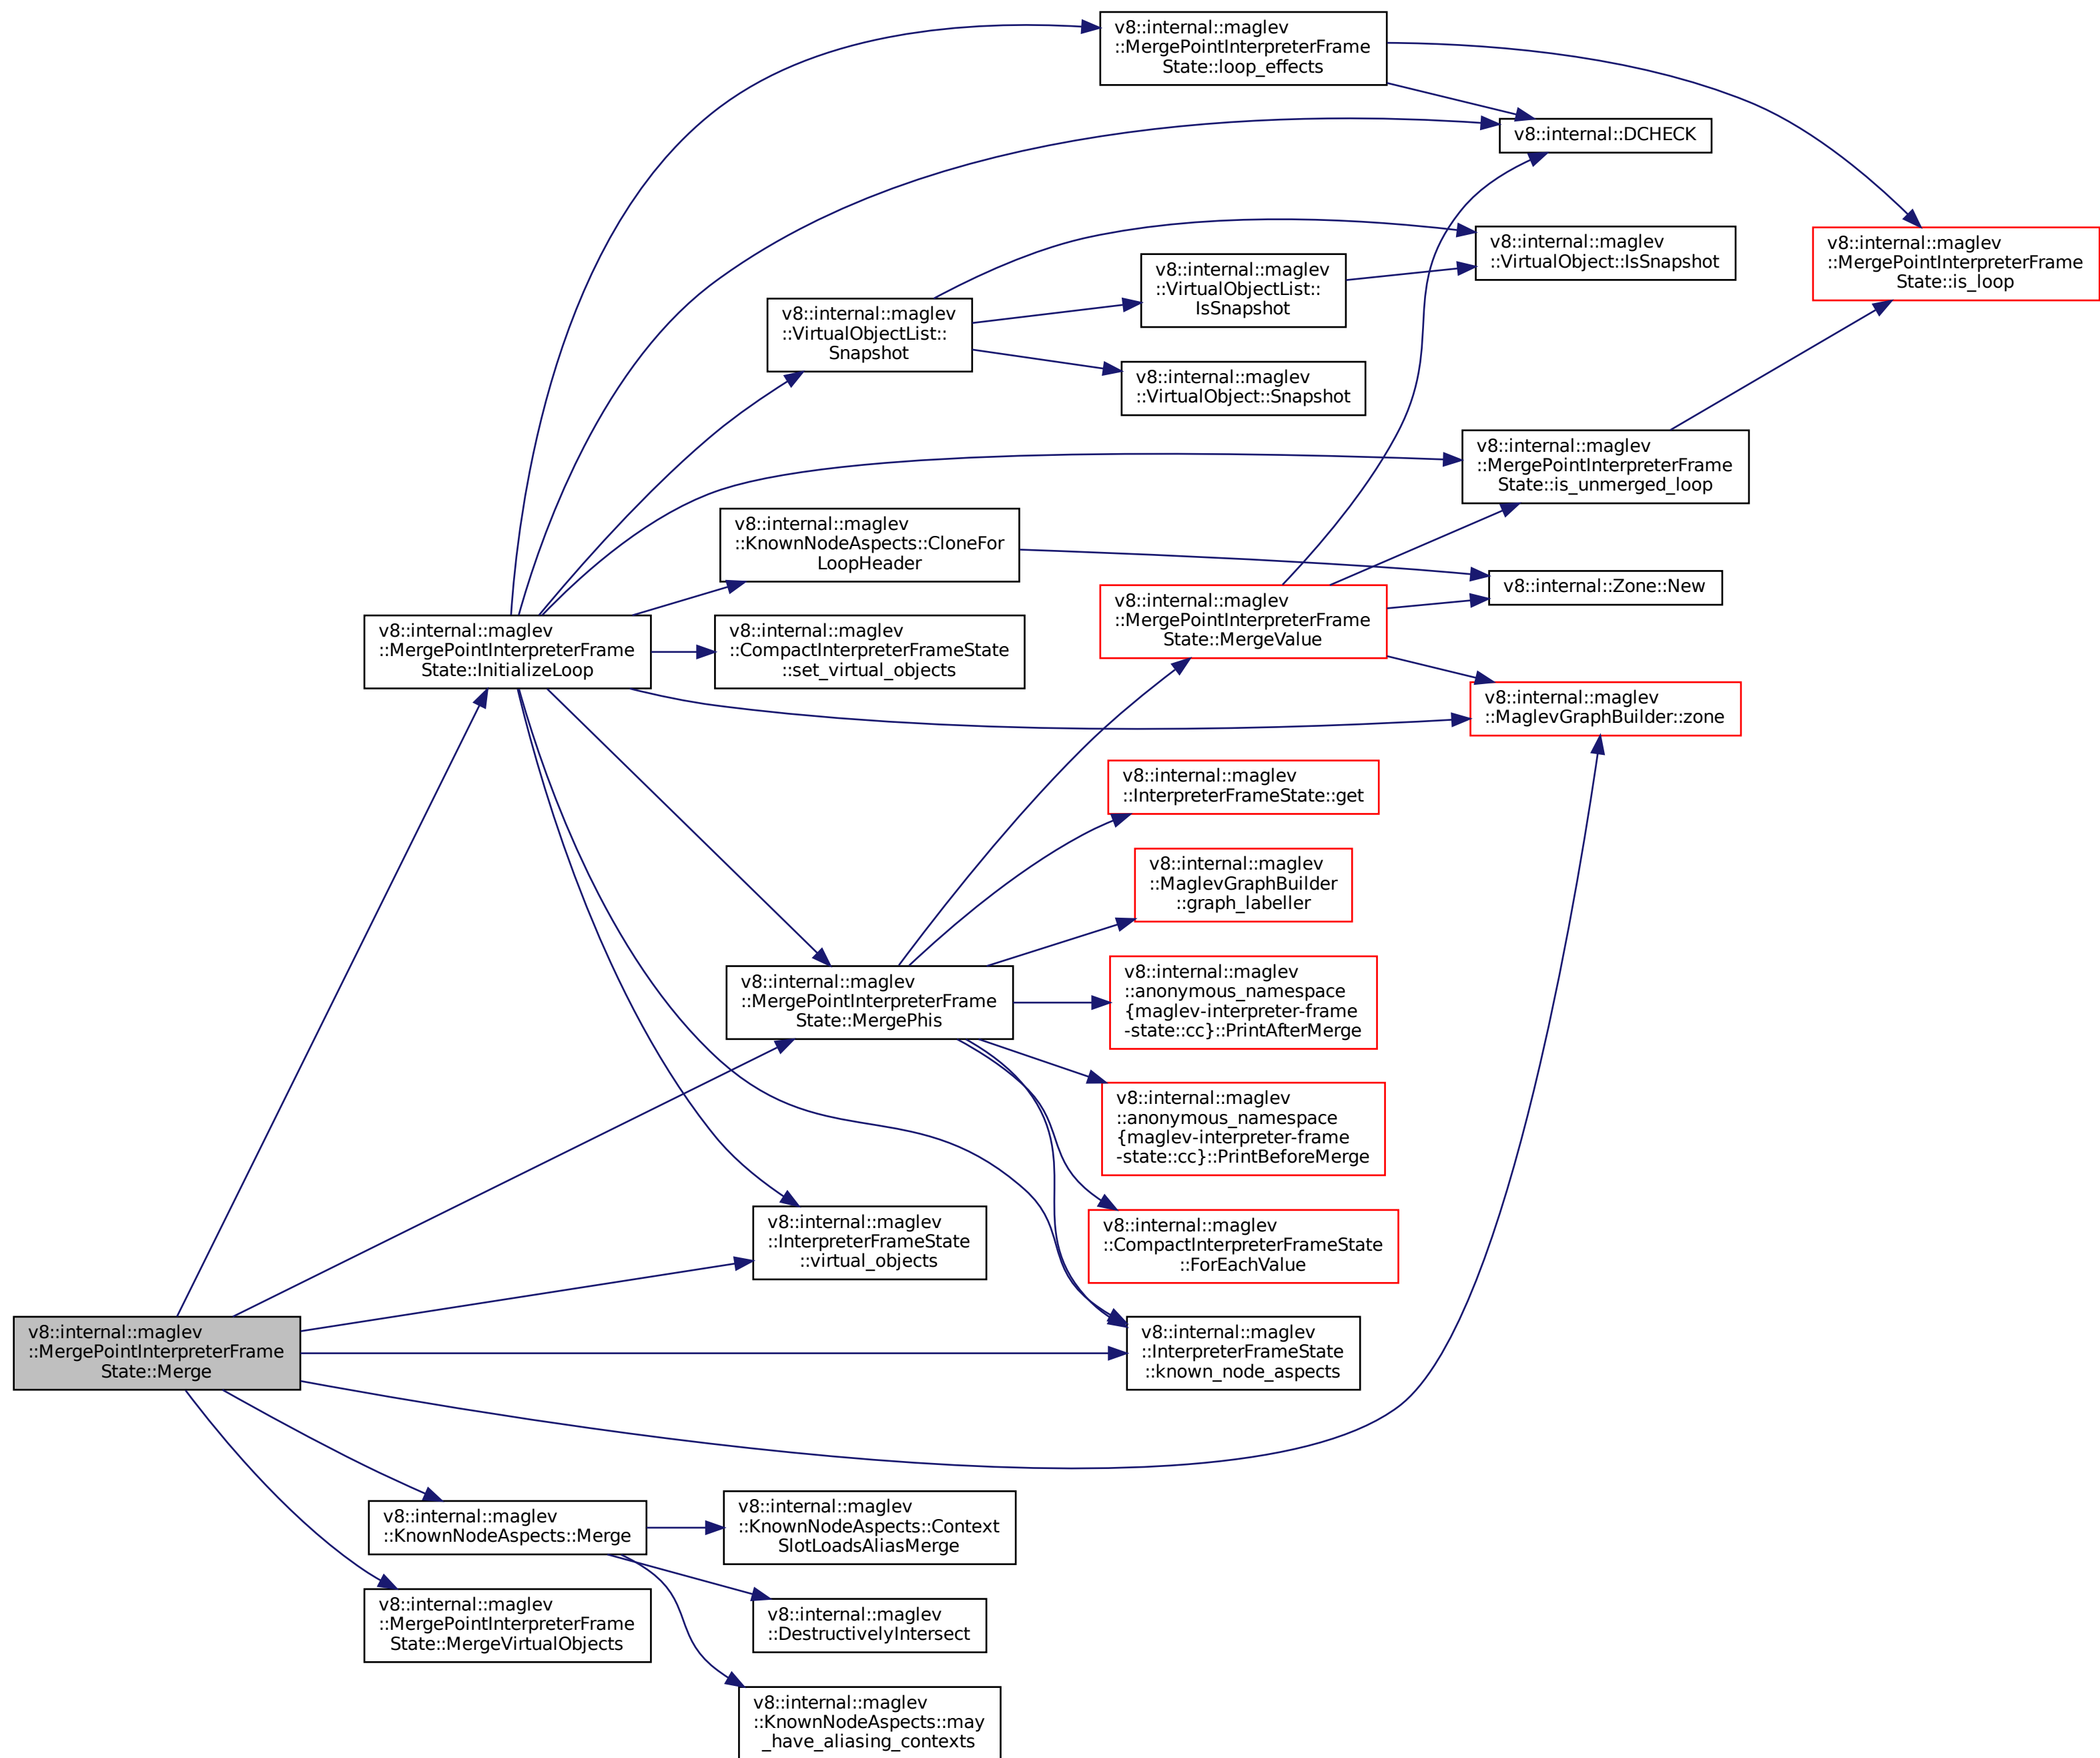 v8::internal::maglev
::MergePointInterpreterFrame
State::loop_effects
v8::internal::DCHECK
v8::internal::maglev
::VirtualObject::IsSnapshot
v8::internal::maglev
::MergePointInterpreterFrame
State::is_loop
v8::internal::maglev
::VirtualObjectList::
IsSnapshot
v8::internal::maglev
::VirtualObjectList::
Snapshot
v8::internal::maglev
::VirtualObject::Snapshot
v8::internal::maglev
::MergePointInterpreterFrame
State::is_unmerged_loop
v8::internal::maglev
::KnownNodeAspects::CloneFor
LoopHeader
v8::internal::Zone::New
v8::internal::maglev
::MergePointInterpreterFrame
State::MergeValue
v8::internal::maglev
::MergePointInterpreterFrame
State::InitializeLoop
v8::internal::maglev
::CompactInterpreterFrameState
::set_virtual_objects
v8::internal::maglev
::MaglevGraphBuilder::zone
v8::internal::maglev
::InterpreterFrameState::get
v8::internal::maglev
::MaglevGraphBuilder
::graph_labeller
v8::internal::maglev
::MergePointInterpreterFrame
State::MergePhis
v8::internal::maglev
::anonymous_namespace
{maglev-interpreter-frame
-state::cc}::PrintAfterMerge
v8::internal::maglev
::anonymous_namespace
{maglev-interpreter-frame
-state::cc}::PrintBeforeMerge
v8::internal::maglev
::InterpreterFrameState
::virtual_objects
v8::internal::maglev
::CompactInterpreterFrameState
::ForEachValue
v8::internal::maglev
::MergePointInterpreterFrame
State::Merge
v8::internal::maglev
::InterpreterFrameState
::known_node_aspects
v8::internal::maglev
::KnownNodeAspects::Merge
v8::internal::maglev
::KnownNodeAspects::Context
SlotLoadsAliasMerge
v8::internal::maglev
::MergePointInterpreterFrame
State::MergeVirtualObjects
v8::internal::maglev
::DestructivelyIntersect
v8::internal::maglev
::KnownNodeAspects::may
_have_aliasing_contexts